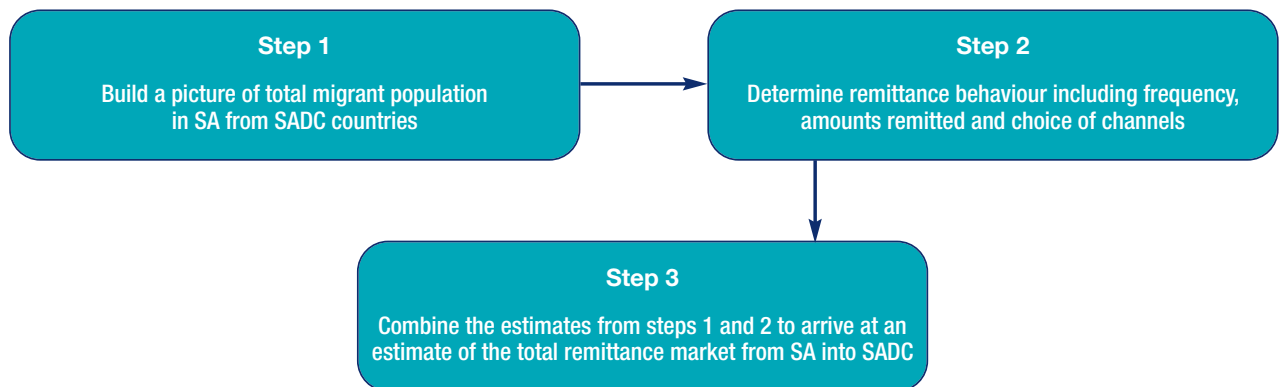 Step 1
Build a picture of total migrant population
in SA from SADC countries
Step 2
Determine remittance behaviour including frequency,
amounts remitted and choice of channels
Step 3
Combine the estimates from steps 1 and 2 to arrive at an
estimate of the total remittance market from SA into SADC